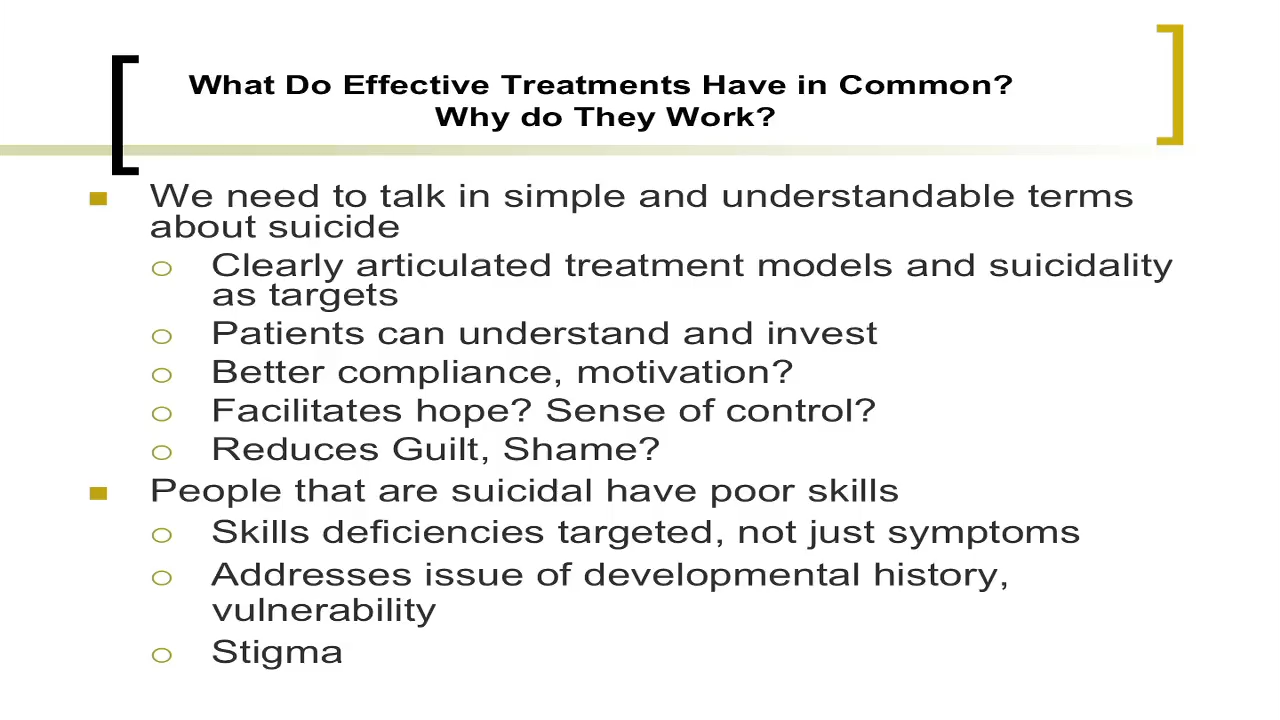 What Do Effective Treatments Have in Common?
Why do They Work?
We need to talk in simple and understandable terms
about suicide
Clearly articulated treatment models and suicidality
as targets
Patients can understand and invest
Better compliance, motivation?
Facilitates hope? Sense of control?
Reduces Guilt, Shame?
People that are suicidal have poor skills
Skills deficiencies targeted, not just symptoms
Addresses issue of developmental history,
vulnerability
Stigma